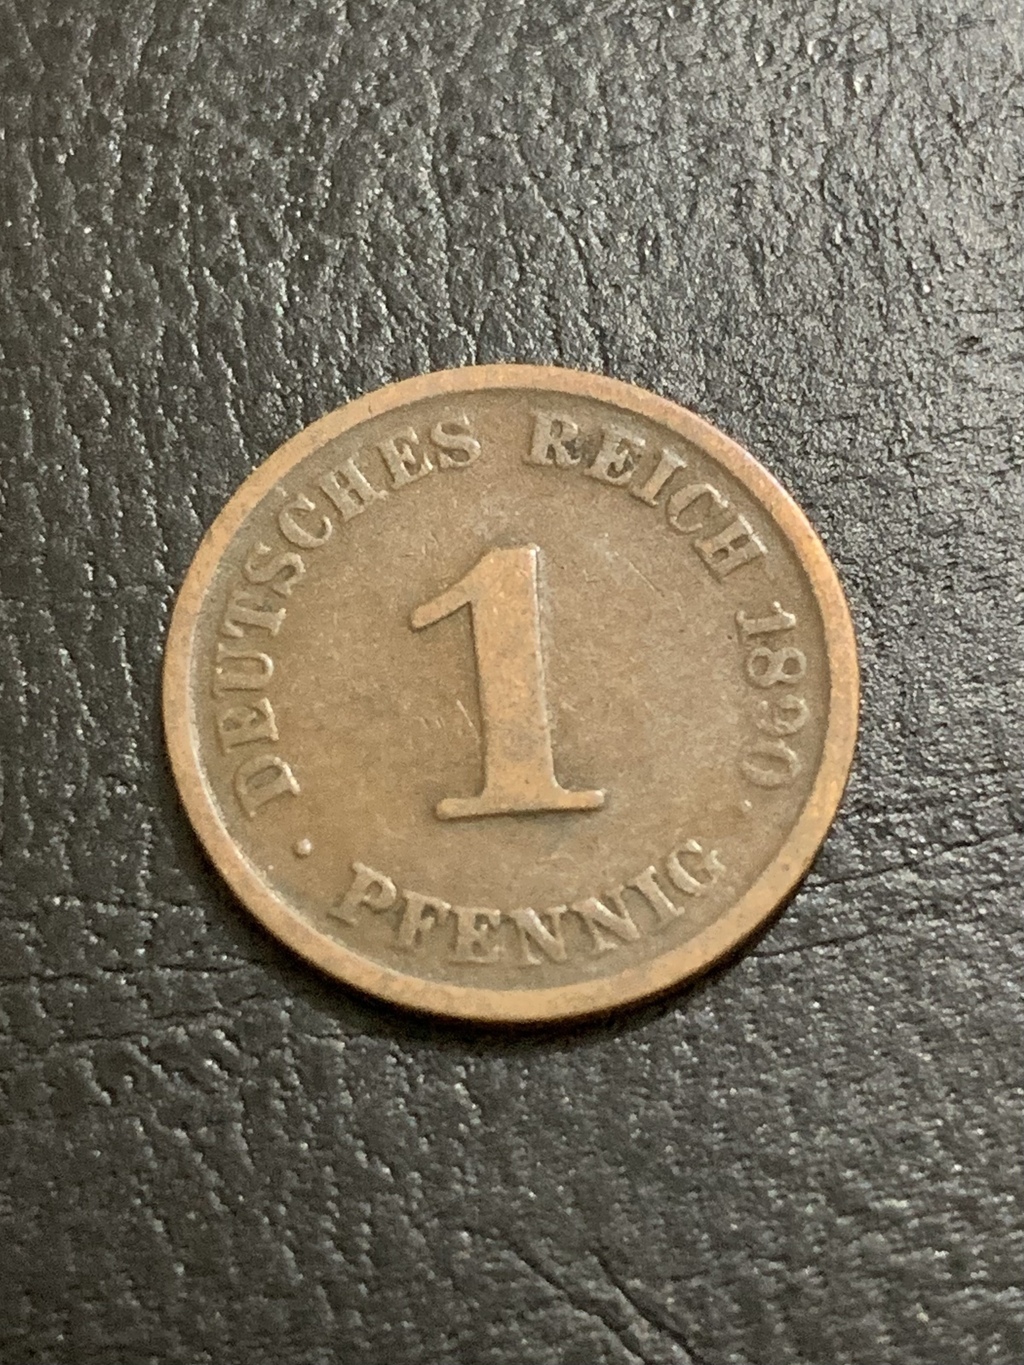 DEUTSCHES REICH 1890
1
PFENNIG